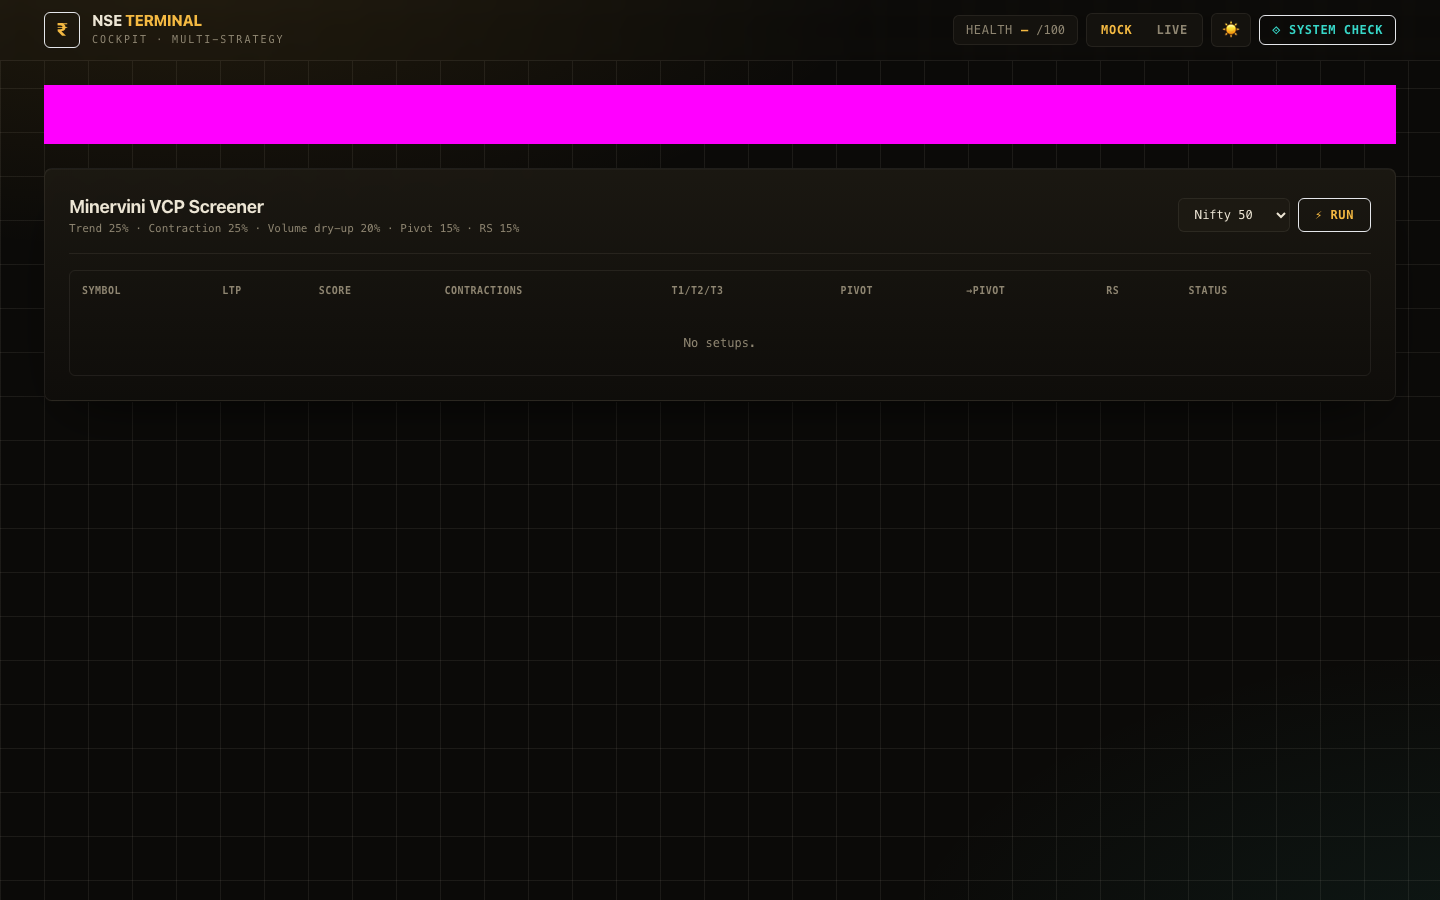 ₹
NSE TERMINAL
COCKPIT · MULTI−STRATEGY
HEALTH — /100
MOCK LIVE
SYSTEM CHECK
Minervini VCP Screener
Trend 25% · Contraction 25% · Volume dry−up 20% · Pivot 15% · RS 15%
Nifty 50
⚡ RUN
SYMBOL LTP SCORE CONTRACTIONS T1/T2/T3 PIVOT →PIVOT RS STATUS
No setups.